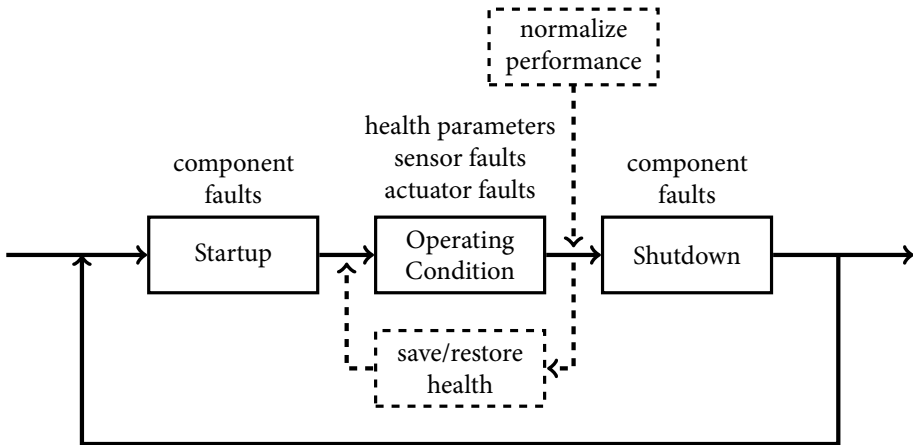 normalize
performance
health parameters
sensor faults
actuator faults
component
faults
component
faults
Startup
Operating
Condition
Shutdown
save/restore
health